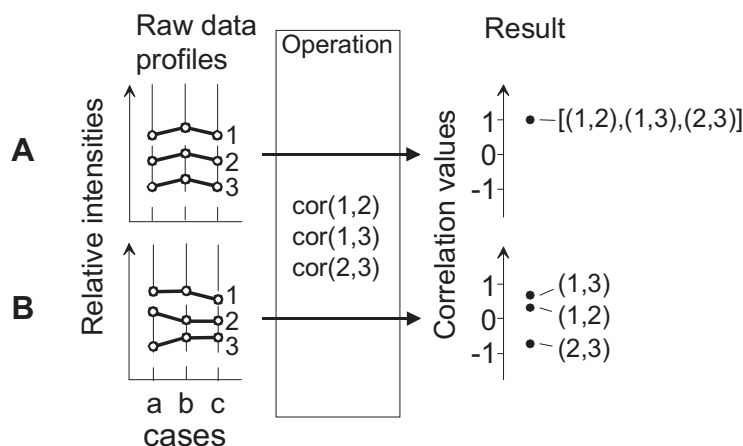 Raw data
profiles
Operation
Result
A
Relative intensities
1
2
3
cor(1,2)
cor(1,3)
cor(2,3)
Correlation values
1
0
-1
[(1,2),(1,3),(2,3)]
B
1
2
3
1
0
-1
(1,3)
(1,2)
(2,3)
a b c
cases